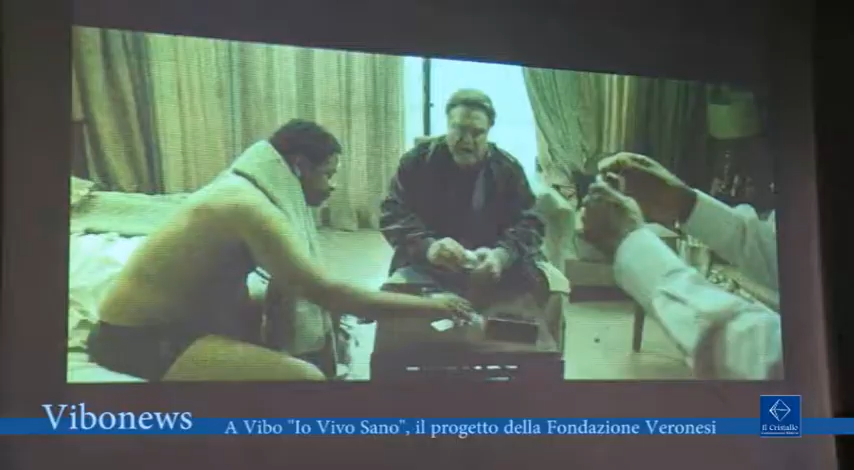 Vibonews
A Vibo "Io Vivo Sano", il progetto della Fondazione Veronesi
Il Cristallo